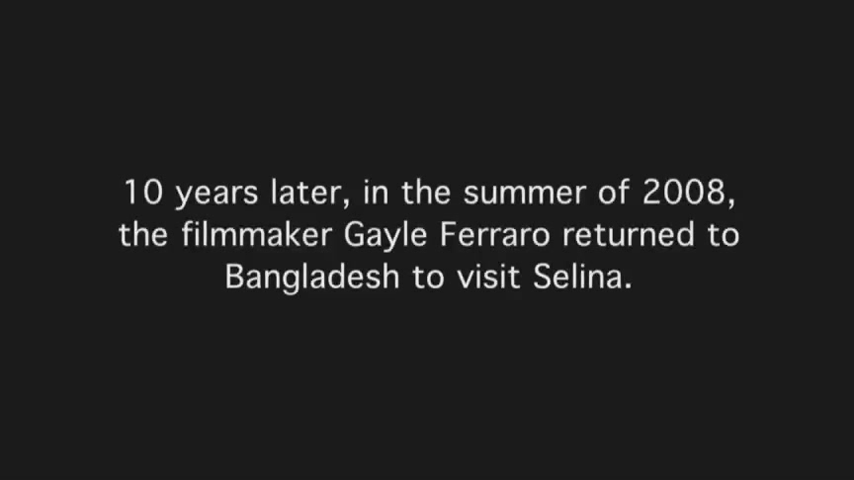 10 years later, in the summer of 2008,
the filmmaker Gayle Ferraro returned to
Bangladesh to visit Selina.